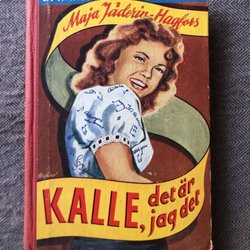 Maja Jäderin-Hagfors
KALLE, det är
jag det